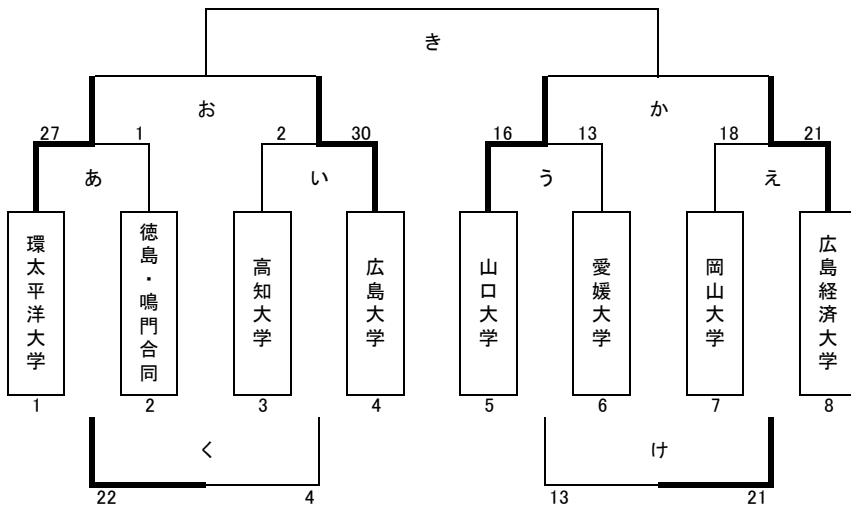 き
お
か
27
1
2
30
16
13
18
21
あ
い
う
え
環太平洋大学
徳島・鳴門合同
高知大学
広島大学
山口大学
愛媛大学
岡山大学
広島経済大学
1
2
3
4
5
6
7
8
く
け
22
4
13
21